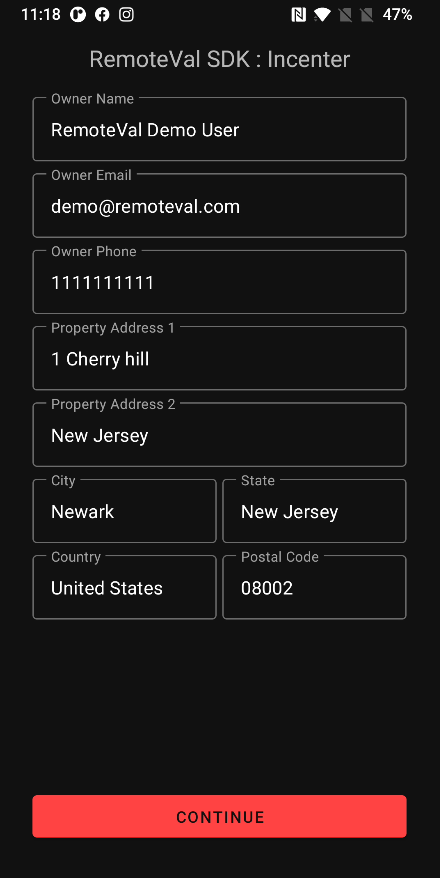 11:18 47%
RemoteVal SDK : Incenter
Owner Name
RemoteVal Demo User
Owner Email
demo@remoteval.com
Owner Phone
1111111111
Property Address 1
1 Cherry hill
Property Address 2
New Jersey
City State
Newark New Jersey
Country Postal Code
United States 08002
CONTINUE